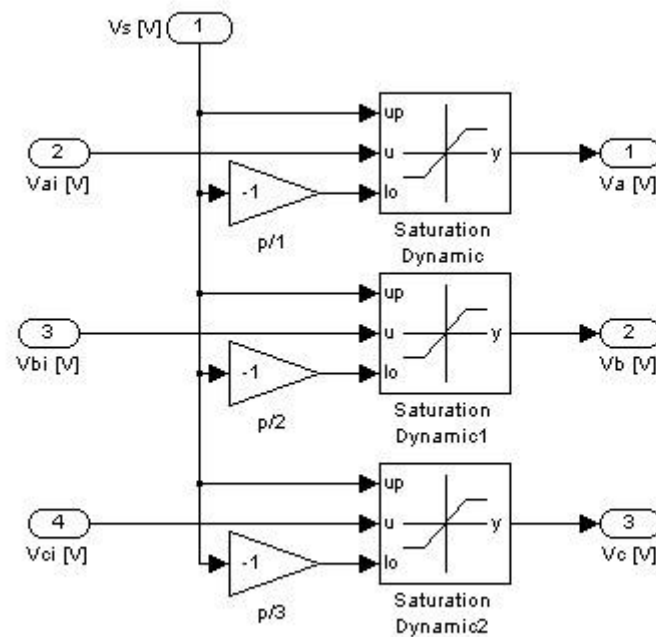 Vs [V]
1
up
2
u
y
1
Vai [V]
-1
lo
Va [V]
p/1
Saturation
Dynamic
up
3
u
y
2
Vbi [V]
-1
lo
Vb [V]
p/2
Saturation
Dynamic1
up
4
u
y
3
Vci [V]
-1
lo
Vc [V]
p/3
Saturation
Dynamic2